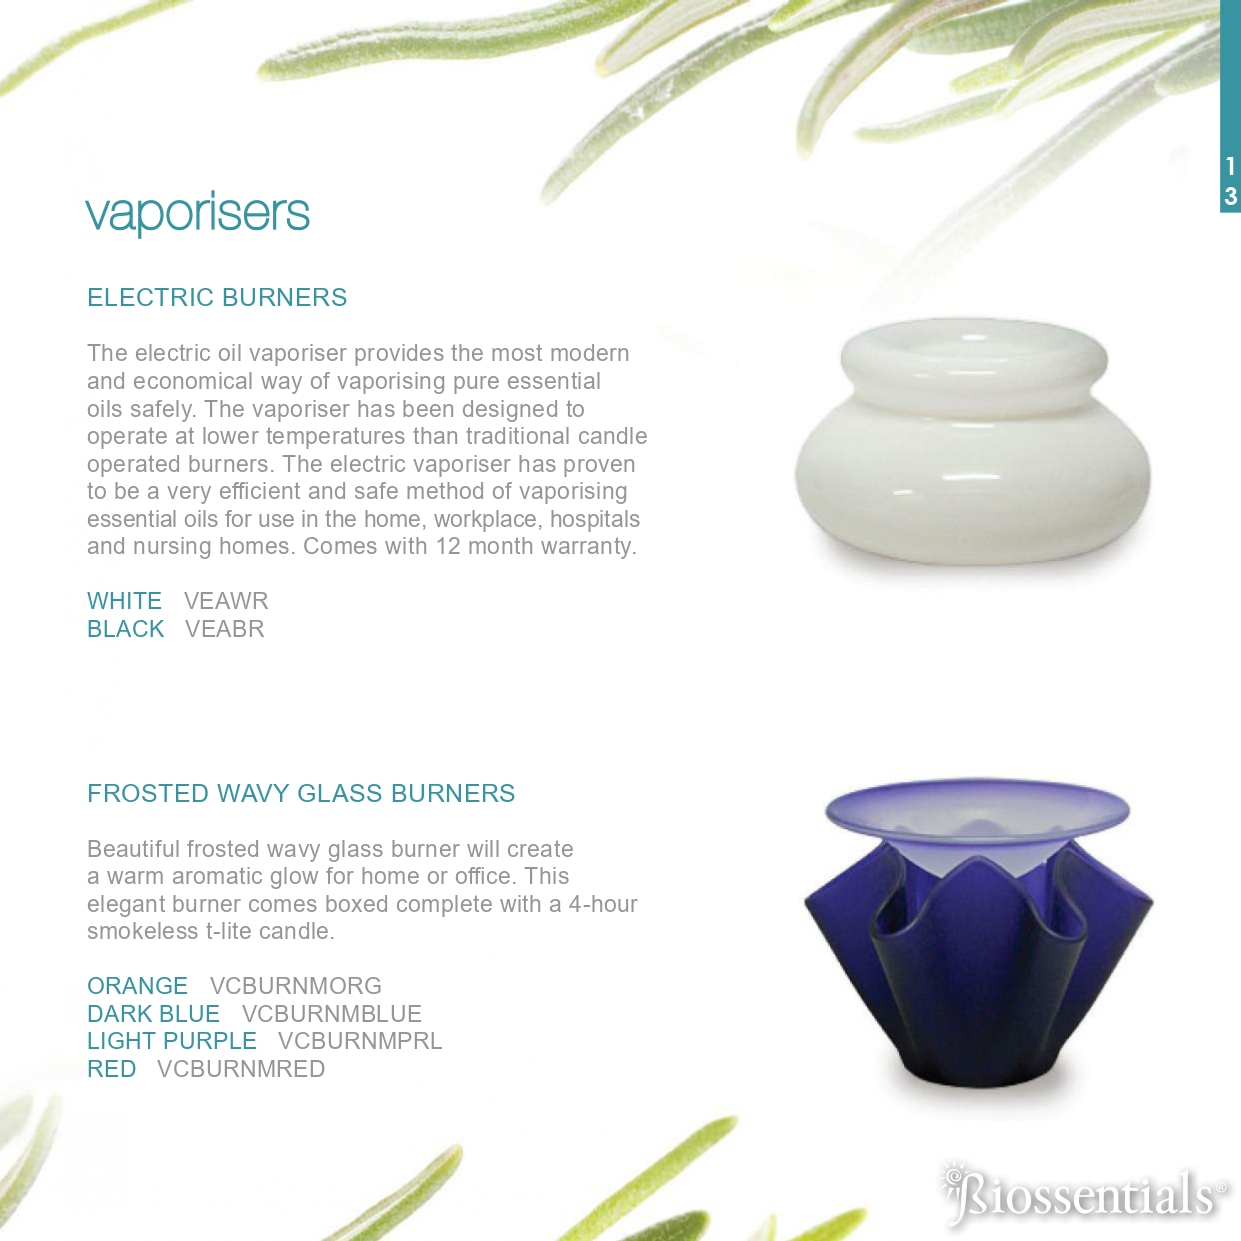 1
3
vaporisers
ELECTRIC BURNERS
The electric oil vaporiser provides the most modern
and economical way of vaporising pure essential
oils safely. The vaporiser has been designed to
operate at lower temperatures than traditional candle
operated burners. The electric vaporiser has proven
to be a very efficient and safe method of vaporising
essential oils for use in the home, workplace, hospitals
and nursing homes. Comes with 12 month warranty.
WHITE VEAWR
BLACK VEABR
FROSTED WAVY GLASS BURNERS
Beautiful frosted wavy glass burner will create
a warm aromatic glow for home or office. This
elegant burner comes boxed complete with a 4-hour
smokeless t-lite candle.
ORANGE VCBURNMORG
DARK BLUE VCBURNMBLUE
LIGHT PURPLE VCBURNMPRL
RED VCBURNMRED
Biossentials®